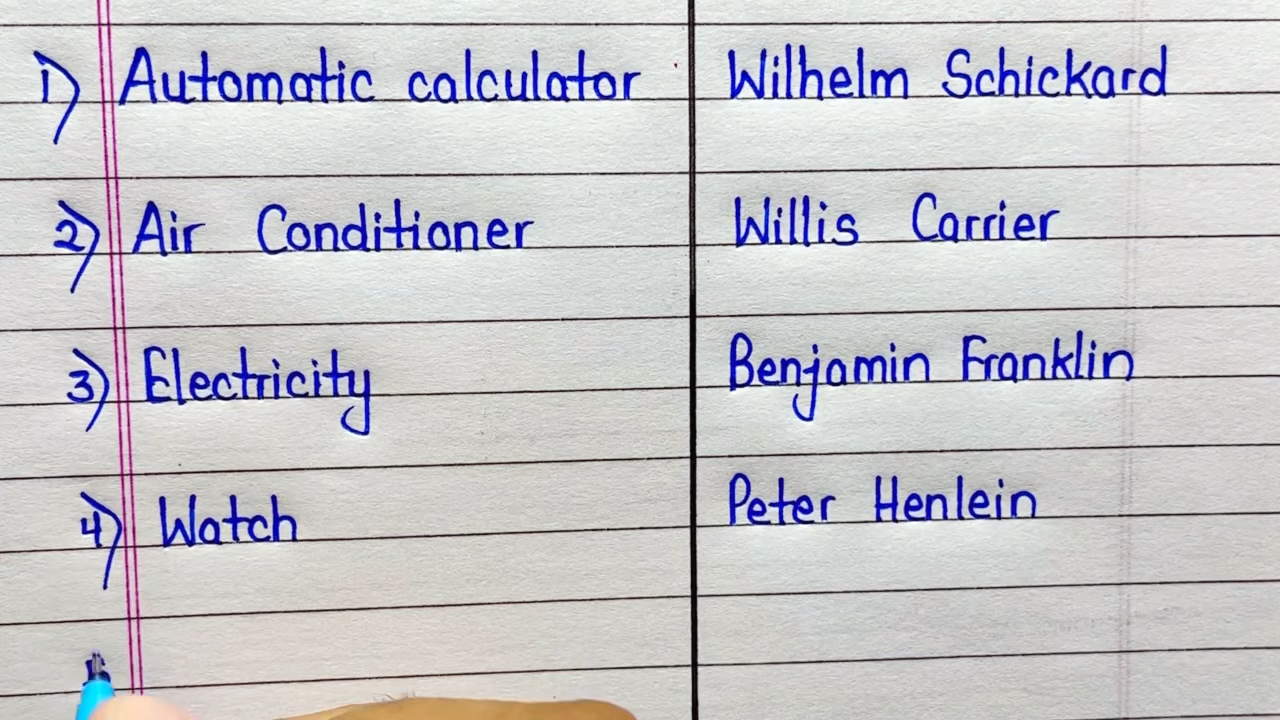 1) Automatic calculator Wilhelm Schickard
2) Air Conditioner Willis Carrier
3) Electricity Benjamin Franklin
4) Watch Peter Henlein